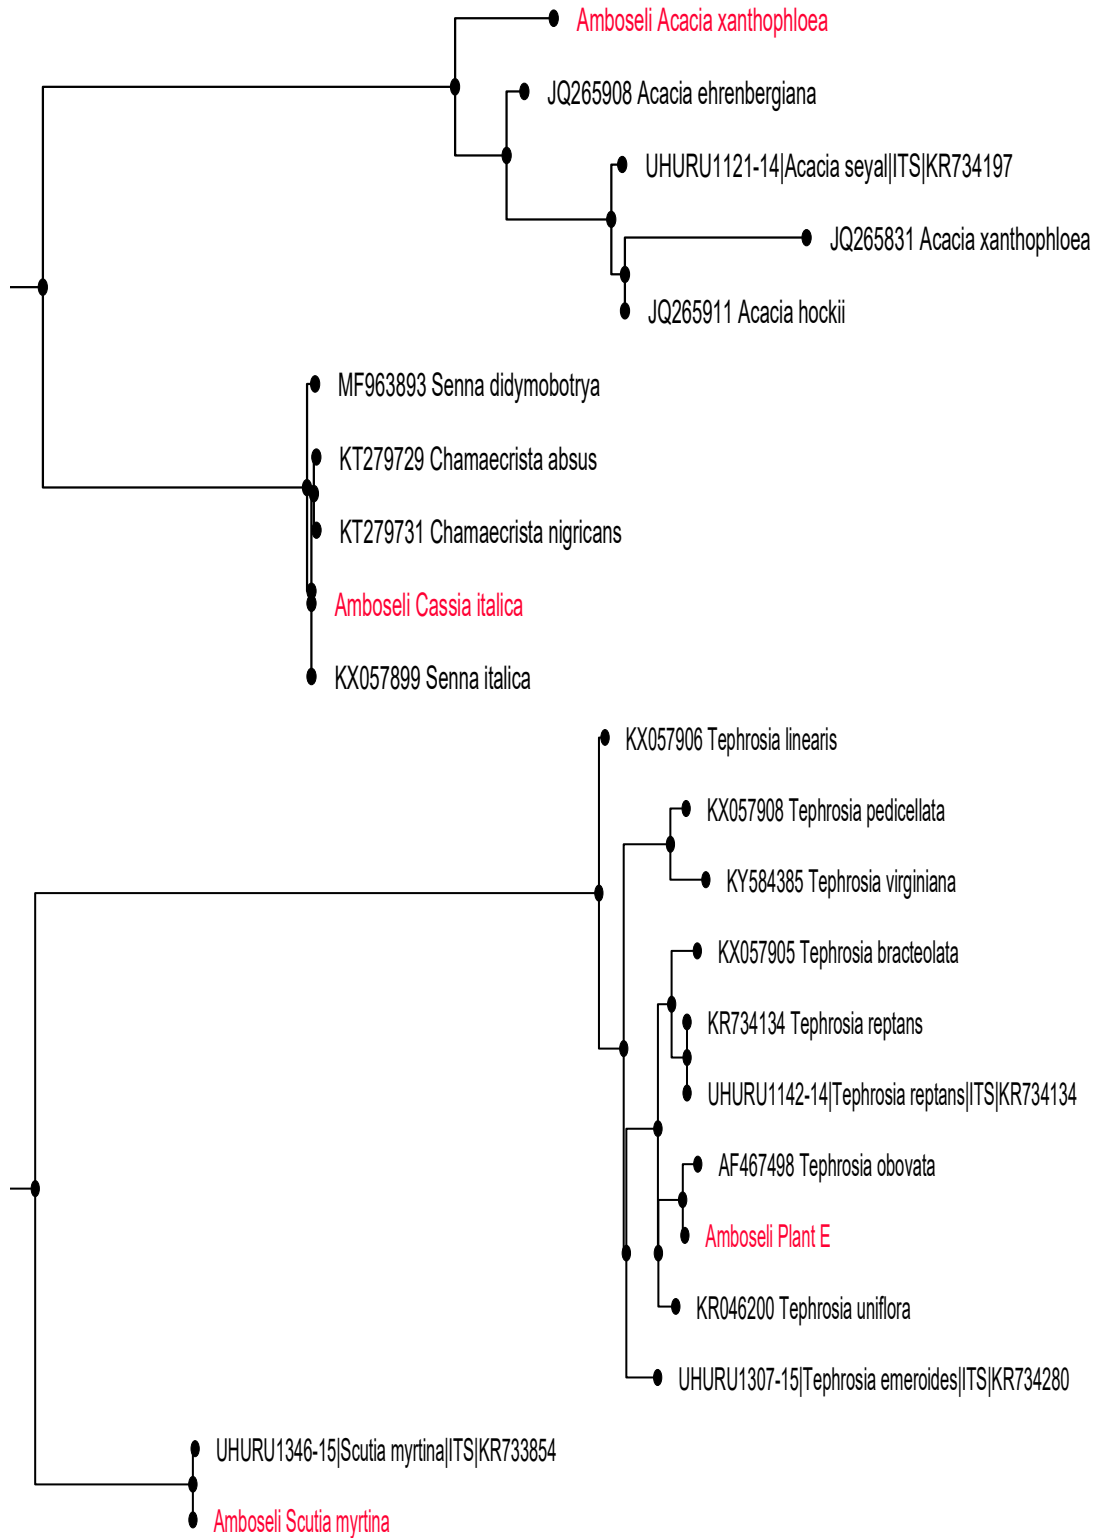 Amboseli Acacia xanthophloea
JQ265908 Acacia ehrenbergiana
UHURU1121-14|Acacia seyal|ITS|KR734197
JQ265831 Acacia xanthophloea
JQ265911 Acacia hockii
MF963893 Senna didymobotrya
KT279729 Chamaecrista absus
KT279731 Chamaecrista nigricans
Amboseli Cassia italica
KX057899 Senna italica
KX057906 Tephrosia linearis
KX057908 Tephrosia pedicellata
KY584385 Tephrosia virginiana
KX057905 Tephrosia bracteolata
KR734134 Tephrosia reptans
UHURU1142-14|Tephrosia reptans|ITS|KR734134
AF467498 Tephrosia obovata
Amboseli Plant E
KR046200 Tephrosia uniflora
UHURU1307-15|Tephrosia emeroides|ITS|KR734280
UHURU1346-15|Scutia myrtina|ITS|KR733854
Amboseli Scutia myrtina